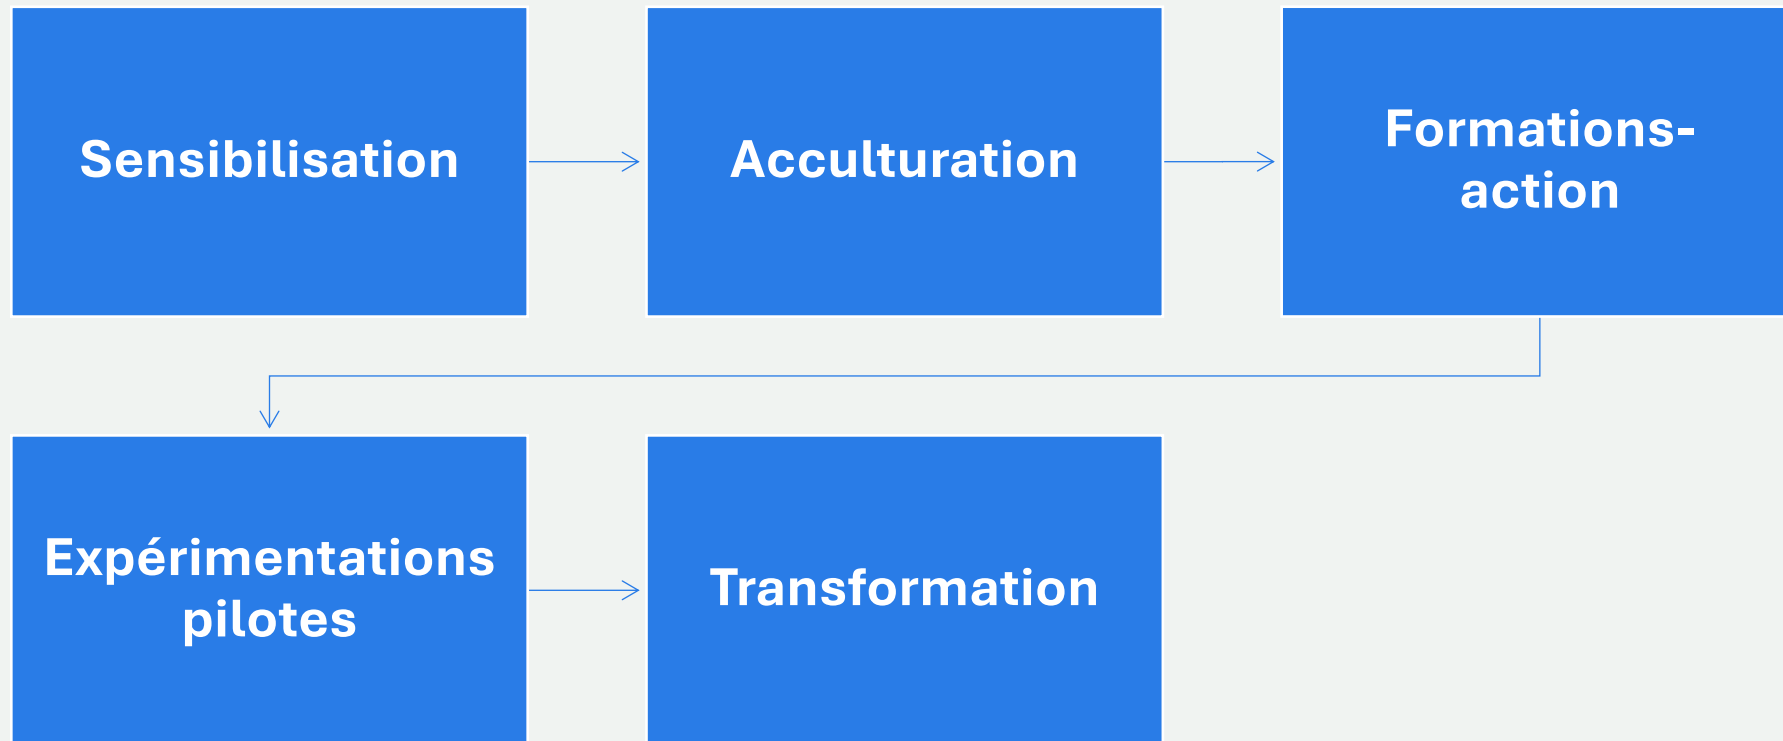 Sensibilisation
Acculturation
Formations-
action
Expérimentations
pilotes
Transformation